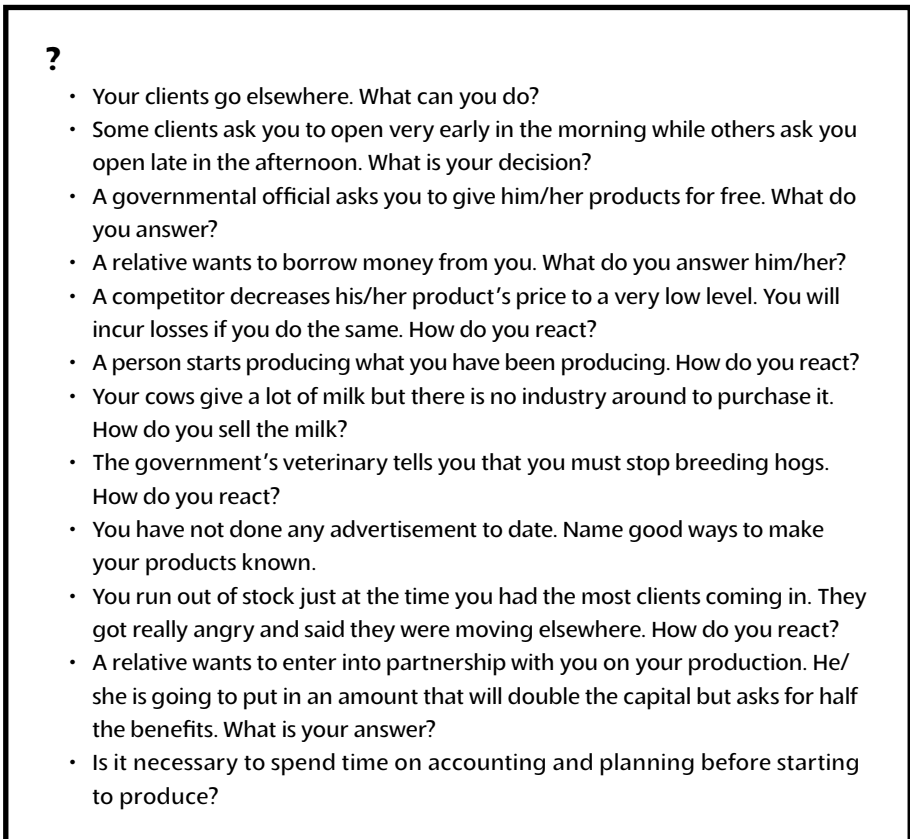 ?
• Your clients go elsewhere. What can you do?
• Some clients ask you to open very early in the morning while others ask you
open late in the afternoon. What is your decision?
• A governmental official asks you to give him/her products for free. What do
you answer?
• A relative wants to borrow money from you. What do you answer him/her?
• A competitor decreases his/her product's price to a very low level. You will
incur losses if you do the same. How do you react?
• A person starts producing what you have been producing. How do you react?
• Your cows give a lot of milk but there is no industry around to purchase it.
How do you sell the milk?
• The government's veterinary tells you that you must stop breeding hogs.
How do you react?
• You have not done any advertisement to date. Name good ways to make
your products known.
• You run out of stock just at the time you had the most clients coming in. They
got really angry and said they were moving elsewhere. How do you react?
• A relative wants to enter into partnership with you on your production. He/
she is going to put in an amount that will double the capital but asks for half
the benefits. What is your answer?
• Is it necessary to spend time on accounting and planning before starting
to produce?